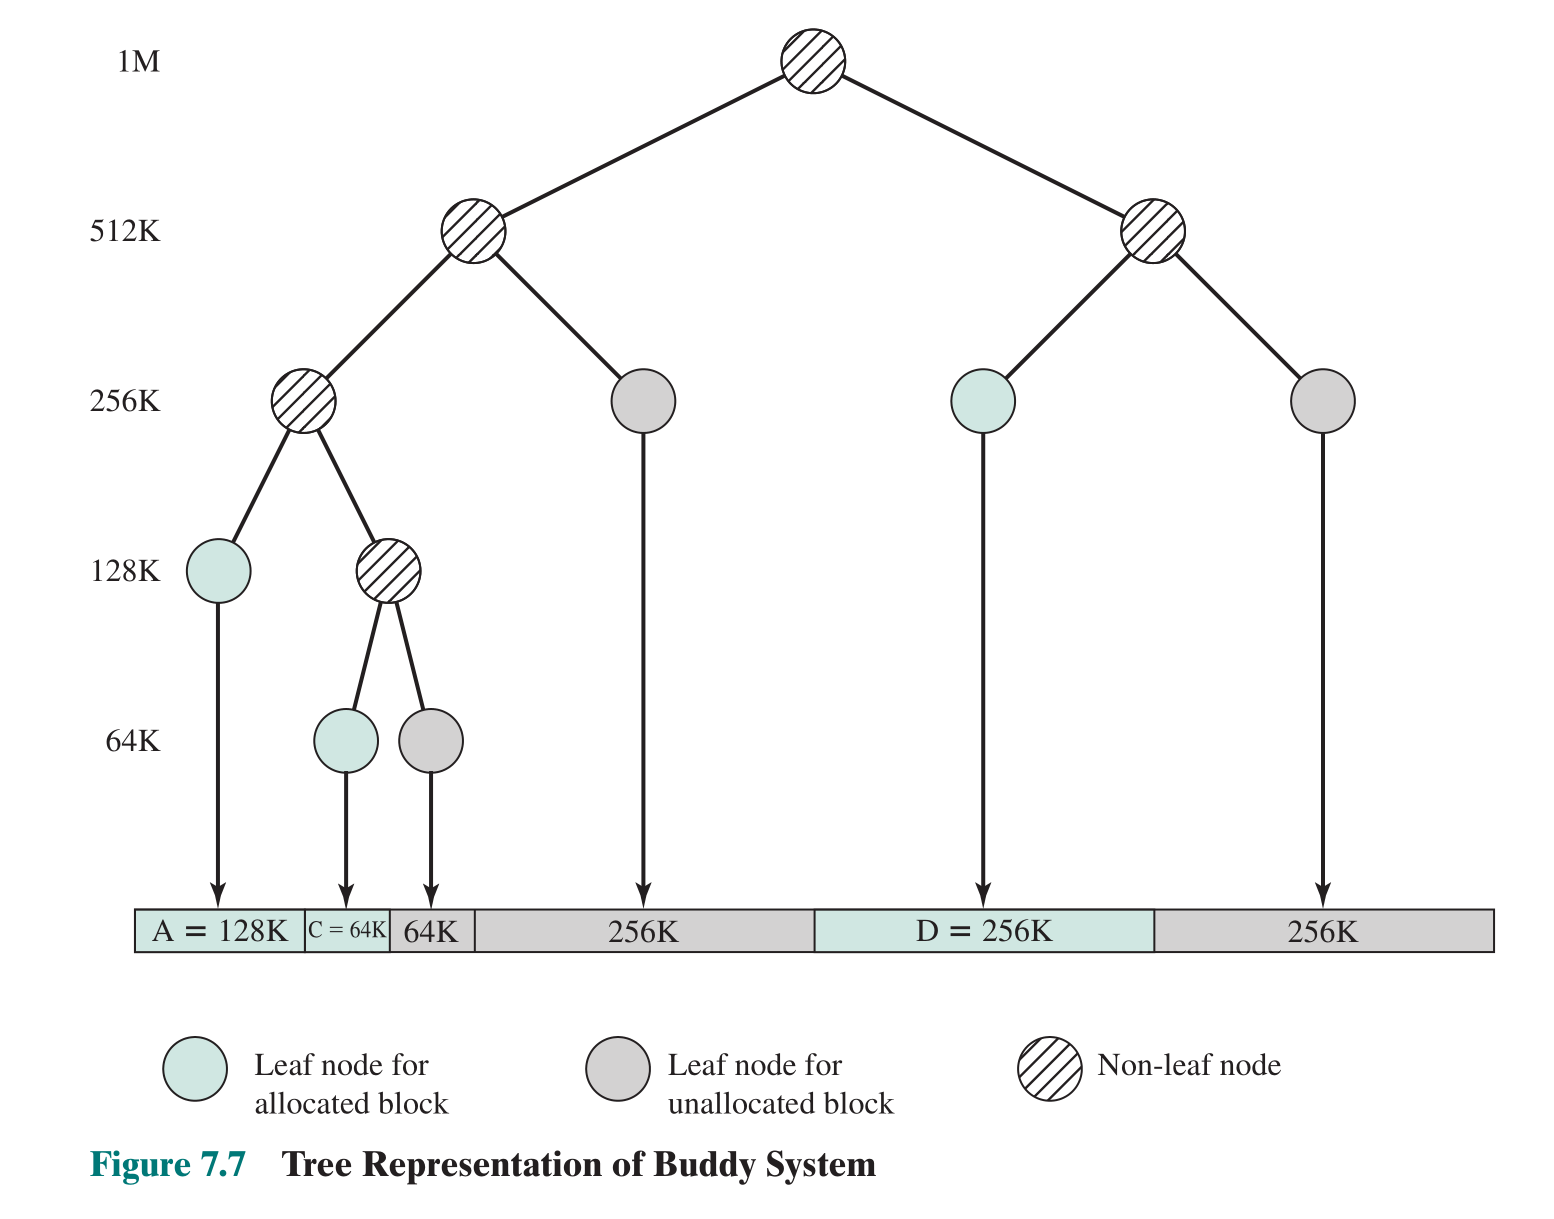 1M
512K
256K
128K
64K
A = 128K C = 64K 64K 256K D = 256K 256K
Leaf node for
allocated block
Leaf node for
unallocated block
Non-leaf node
Figure 7.7 Tree Representation of Buddy System